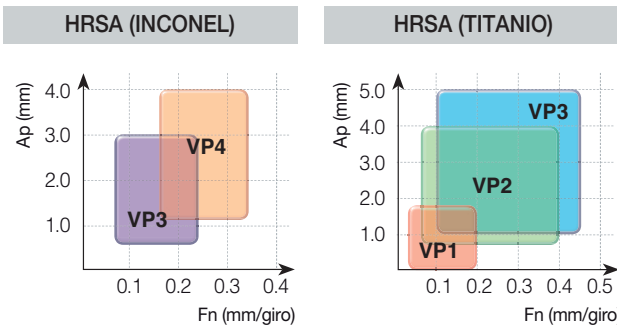 HRSA (INCONEL)
Ap (mm)
4.0
3.0
2.0
1.0
VP4
VP3
0.1 0.2 0.3 0.4
Fn (mm/giro)
HRSA (TITANIO)
Ap (mm)
5.0
4.0
3.0
2.0
1.0
VP3
VP2
VP1
0.1 0.2 0.3 0.4 0.5
Fn (mm/giro)